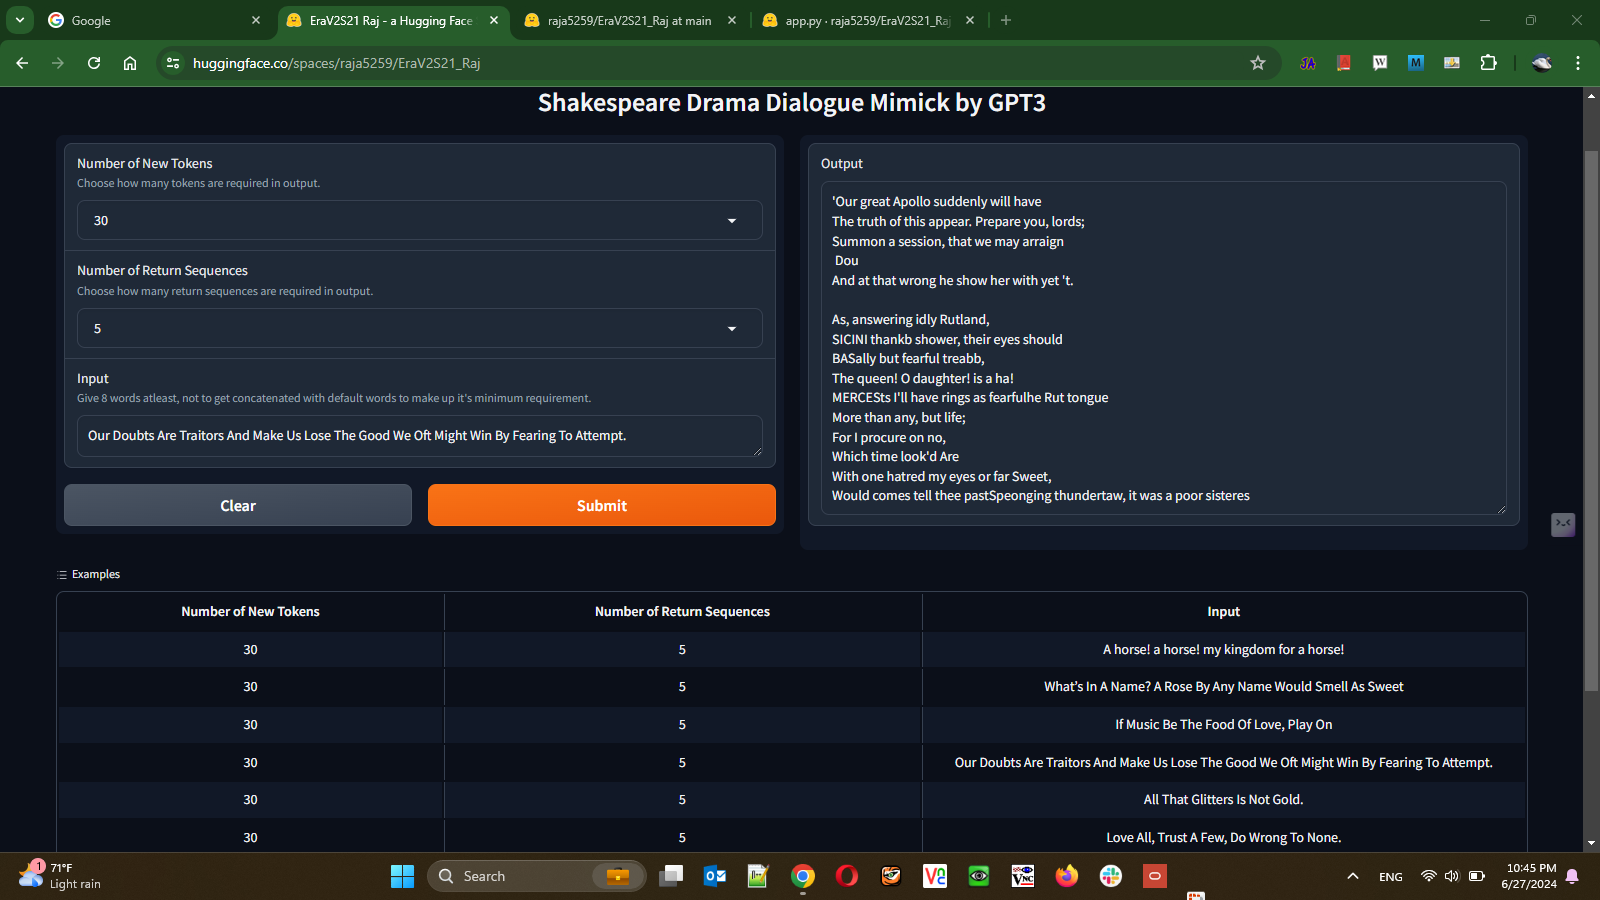 Google
EraV2S21 Raj - a Hugging Face
raja5259/EraV2S21_Raj at main
app.py · raja5259/EraV2S21_Raj
huggingface.co/spaces/raja5259/EraV2S21_Raj
Shakespeare Drama Dialogue Mimick by GPT3
Number of New Tokens
Choose how many tokens are required in output.
30
Number of Return Sequences
Choose how many return sequences are required in output.
5
Input
Give 8 words atleast, not to get concatenated with default words to make up it's minimum requirement.
Our Doubts Are Traitors And Make Us Lose The Good We Oft Might Win By Fearing To Attempt.
Clear
Submit
Output
'Our great Apollo suddenly will have
The truth of this appear. Prepare you, lords;
Summon a session, that we may arraign
Dou
And at that wrong he show her with yet 't.
As, answering idly Rutland,
SICINI thankb shower, their eyes should
BASally but fearful treabb,
The queen! O daughter! is a ha!
MERCESts I'll have rings as fearfulhe Rut tongue
More than any, but life;
For I procure on no,
Which time look'd Are
With one hatred my eyes or far Sweet,
Would comes tell thee pastSpeonging thundertaw, it was a poor sisteres
Examples
Number of New Tokens Number of Return Sequences Input
30 5 A horse! a horse! my kingdom for a horse!
30 5 What's In A Name? A Rose By Any Name Would Smell As Sweet
30 5 If Music Be The Food Of Love, Play On
30 5 Our Doubts Are Traitors And Make Us Lose The Good We Oft Might Win By Fearing To Attempt.
30 5 All That Glitters Is Not Gold.
30 5 Love All, Trust A Few, Do Wrong To None.
1
71°F
Light rain
Search
ENG
10:45 PM
6/27/2024